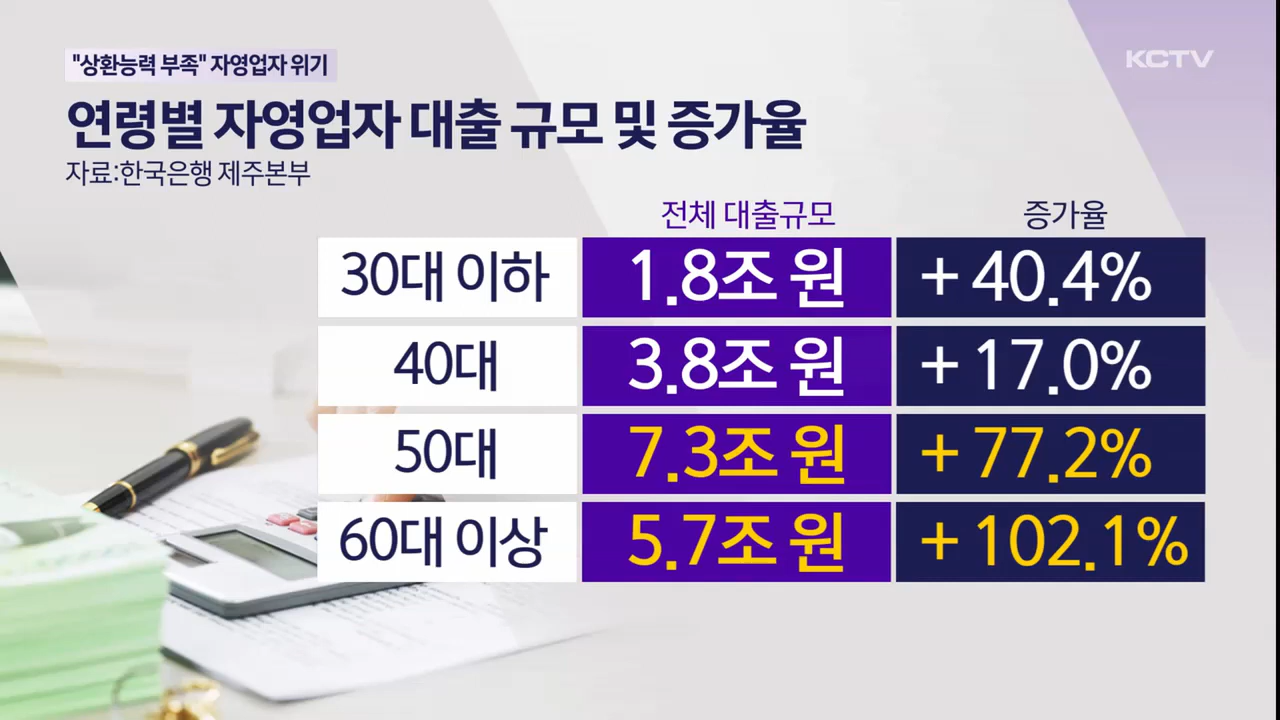 "상환능력 부족" 자영업자 위기
KCTV
연령별 자영업자 대출 규모 및 증가율
자료:한국은행 제주본부
전체 대출규모 증가율
30대 이하 1.8조 원 +40.4%
40대 3.8조 원 +17.0%
50대 7.3조 원 +77.2%
60대 이상 5.7조 원 +102.1%